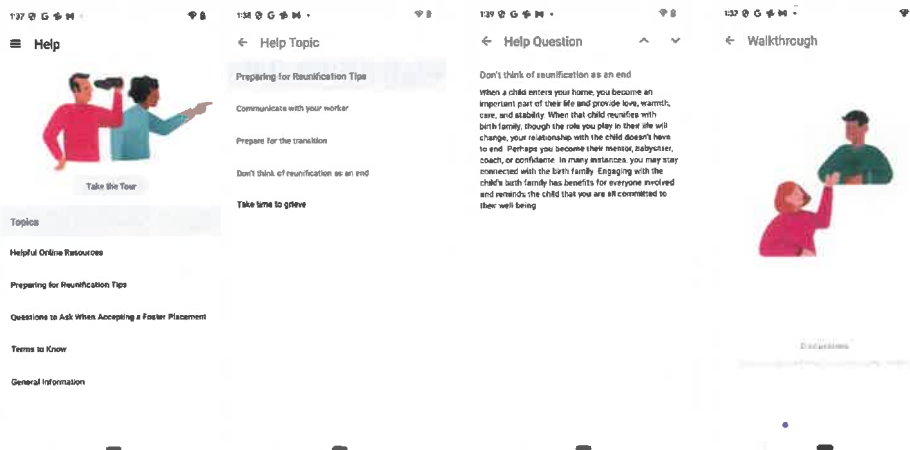 1:37 G M
Help
Take the Tour
Topics
Helpful Online Resources
Preparing for Reunification Tips
Questions to Ask When Accepting a Foster Placement
Terms to Know
General Information
1:38 G M
Help Topic
Preparing for Reunification Tips
Communicate with your worker
Prepare for the transition
Don't think of reunification as an end
Take time to grieve
1:39 G M
Help Question
Don't think of reunification as an end
When a child enters your home, you become an
important part of their life and provide love, warmth,
care, and stability. When that child reunifies with
birth family, though the role you play in their life will
change, your relationship with the child doesn't have
to end. Perhaps you become their mentor, babysitter,
coach, or confidante. In many instances, you may stay
connected with the birth family. Engaging with the
child's birth family has benefits for everyone involved
and reminds the child that you are all committed to
their well being
1:37 G M
Walkthrough
Discussions